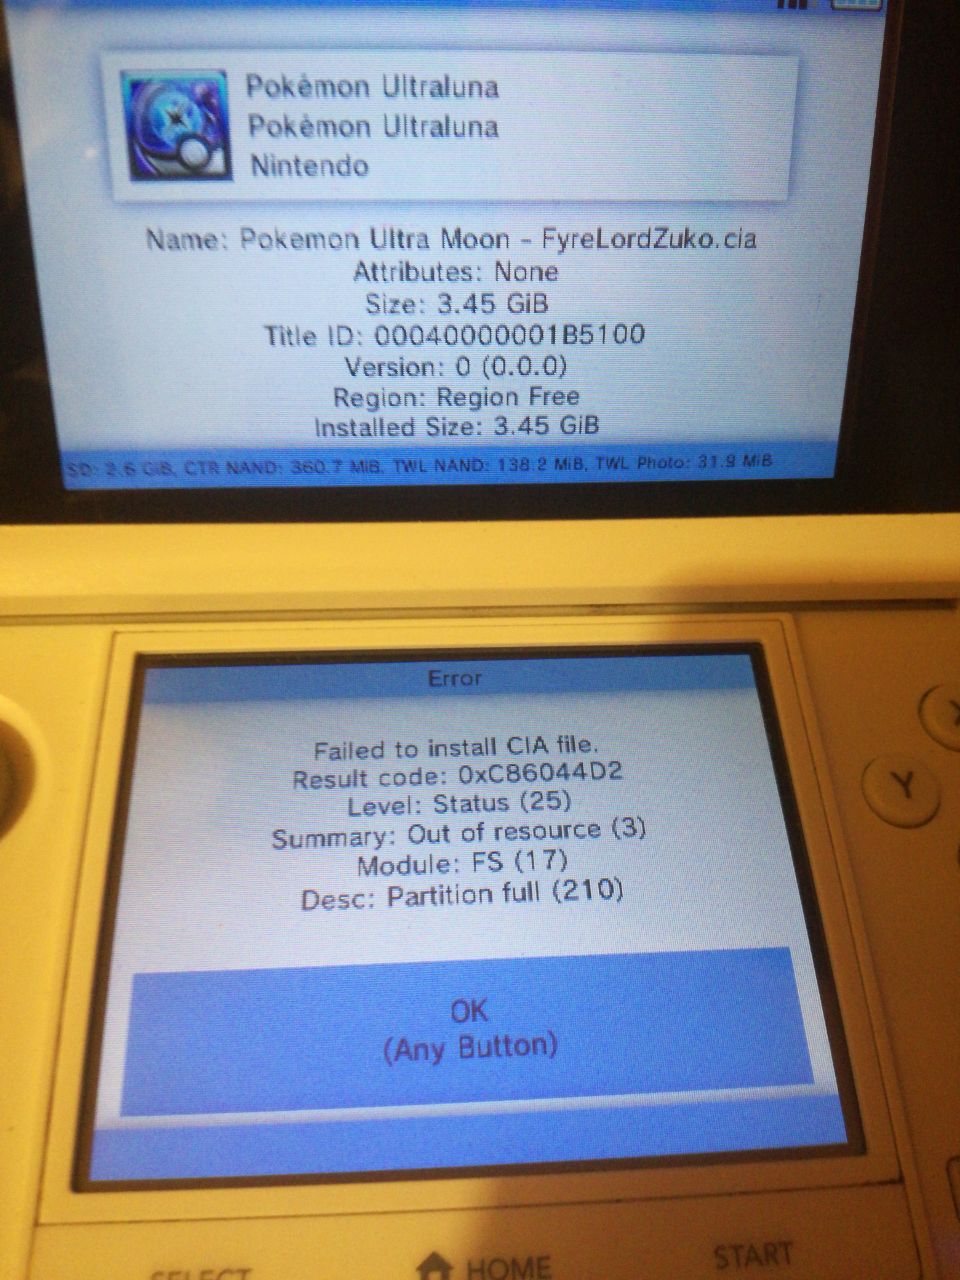 Pokémon Ultraluna
Pokémon Ultraluna
Nintendo
Name: Pokemon Ultra Moon - FyreLordZuko.cia
Attributes: None
Size: 3.45 GiB
Title ID: 00040000001B5100
Version: 0 (0.0.0)
Region: Region Free
Installed Size: 3.45 GiB
SD: 2.6 GiB, CTR NAND: 360.7 MiB, TWL NAND: 138.2 MiB, TWL Photo: 31.9 MiB
Error
Failed to install CIA file.
Result code: 0xC86044D2
Level: Status (25)
Summary: Out of resource (3)
Module: FS (17)
Desc: Partition full (210)
OK
(Any Button)
X
Y
SELECT
HOME
START